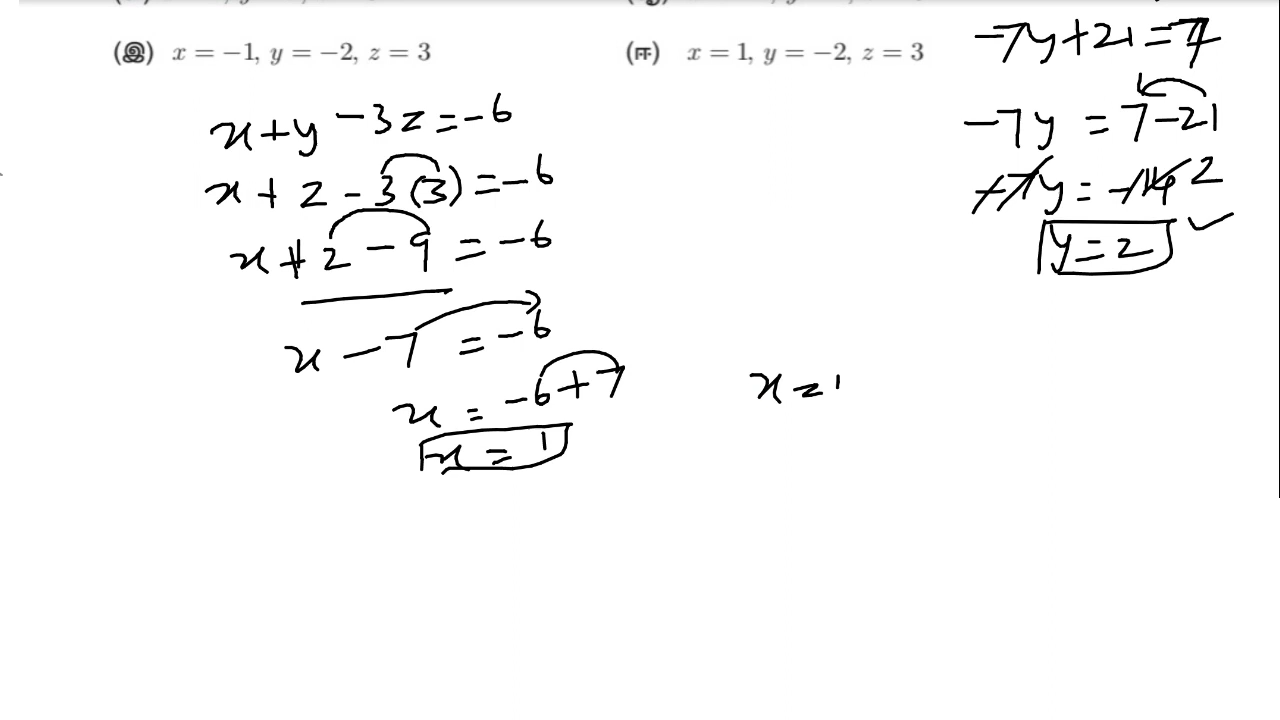 (இ) x = −1, y = −2, z = 3
(ஈ) x = 1, y = −2, z = 3
x+y −3z=−6
x + 2 − 3(3) = −6
x + 2 − 9 = −6
x − 7 = −6
x = −6+7
x = 1
x = 1
−7y+21=7
−7y = 7−21
−7y = −14 2
y=2 ✓